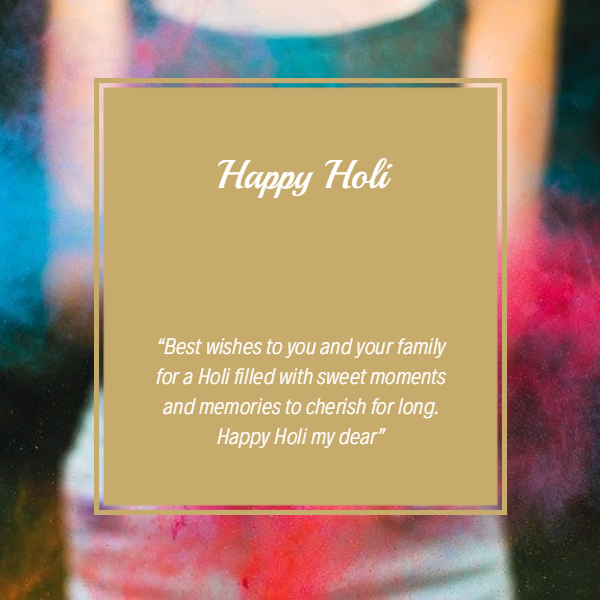 Happy Holi
“Best wishes to you and your family
for a Holi filled with sweet moments
and memories to cherish for long.
Happy Holi my dear”